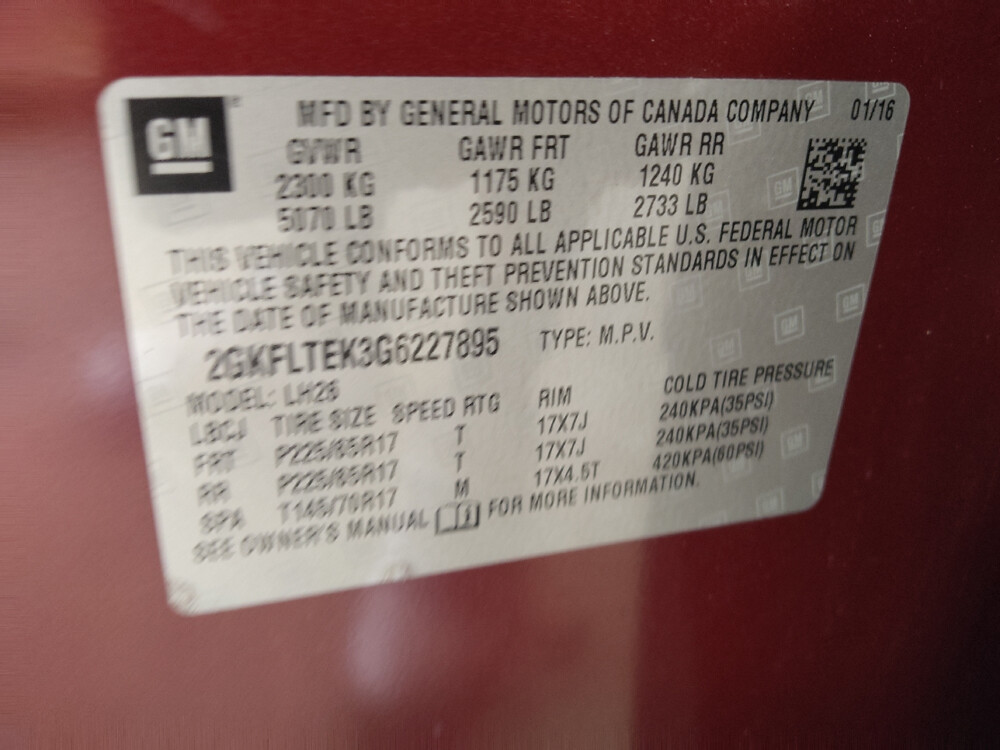 GM
MFD BY GENERAL MOTORS OF CANADA COMPANY 01/16
GVWR GAWR FRT GAWR RR
2300 KG 1175 KG 1240 KG
5070 LB 2590 LB 2733 LB
THIS VEHICLE CONFORMS TO ALL APPLICABLE U.S. FEDERAL MOTOR
VEHICLE SAFETY AND THEFT PREVENTION STANDARDS IN EFFECT ON
THE DATE OF MANUFACTURE SHOWN ABOVE.
2GKFLTEK3G6227895 TYPE: M.P.V.
MODEL: LH26
TIRE SIZE SPEED RTG RIM COLD TIRE PRESSURE
FRT P225/65R17 T 17X7J 240KPA(35PSI)
RR P225/65R17 T 17X7J 240KPA(35PSI)
SPA T145/70R17 M 17X4.5T 420KPA(60PSI)
SEE OWNER'S MANUAL FOR MORE INFORMATION.